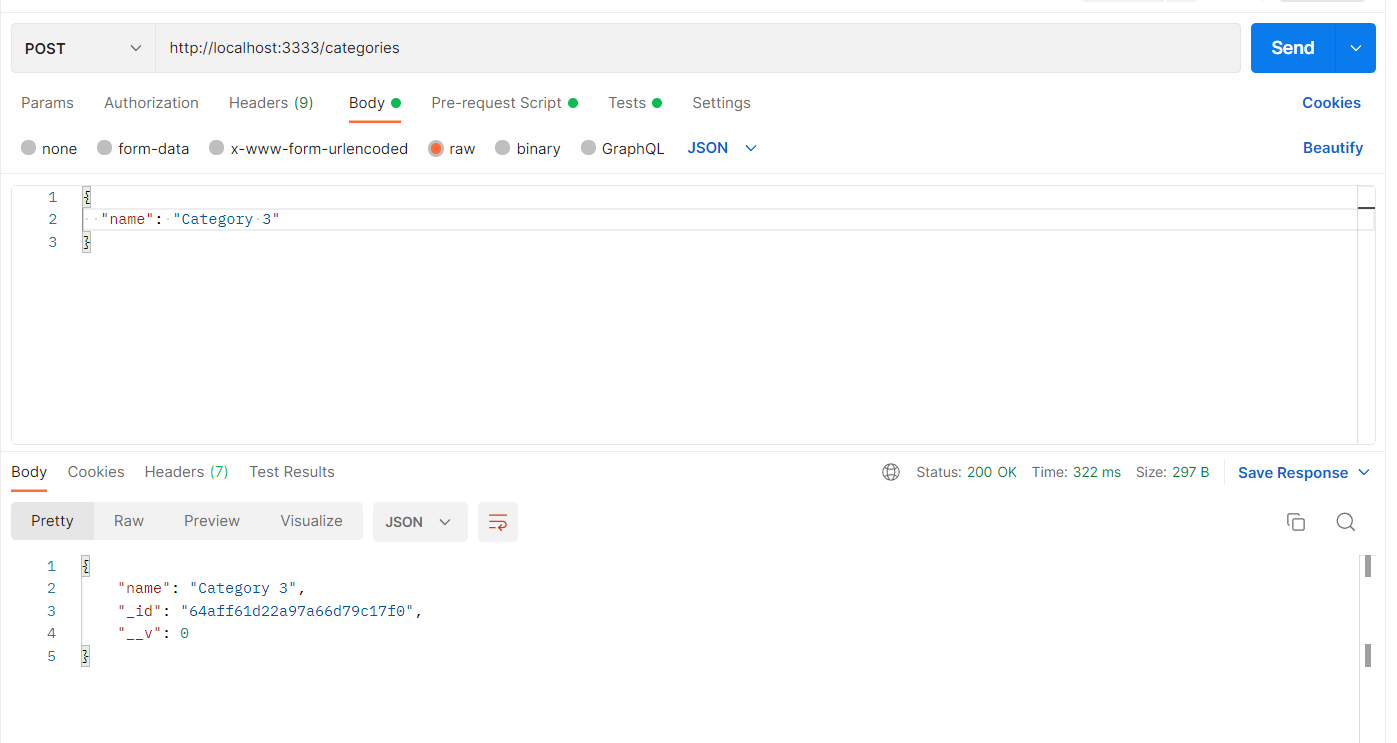 POST http://localhost:3333/categories Send
Params Authorization Headers (9) Body Pre-request Script Tests Settings Cookies
none form-data x-www-form-urlencoded raw binary GraphQL JSON Beautify
1 {
2 "name": "Category 3"
3 }
Body Cookies Headers (7) Test Results Status: 200 OK Time: 322 ms Size: 297 B Save Response
Pretty Raw Preview Visualize JSON
1 {
2 "name": "Category 3",
3 "_id": "64aff61d22a97a66d79c17f0",
4 "__v": 0
5 }